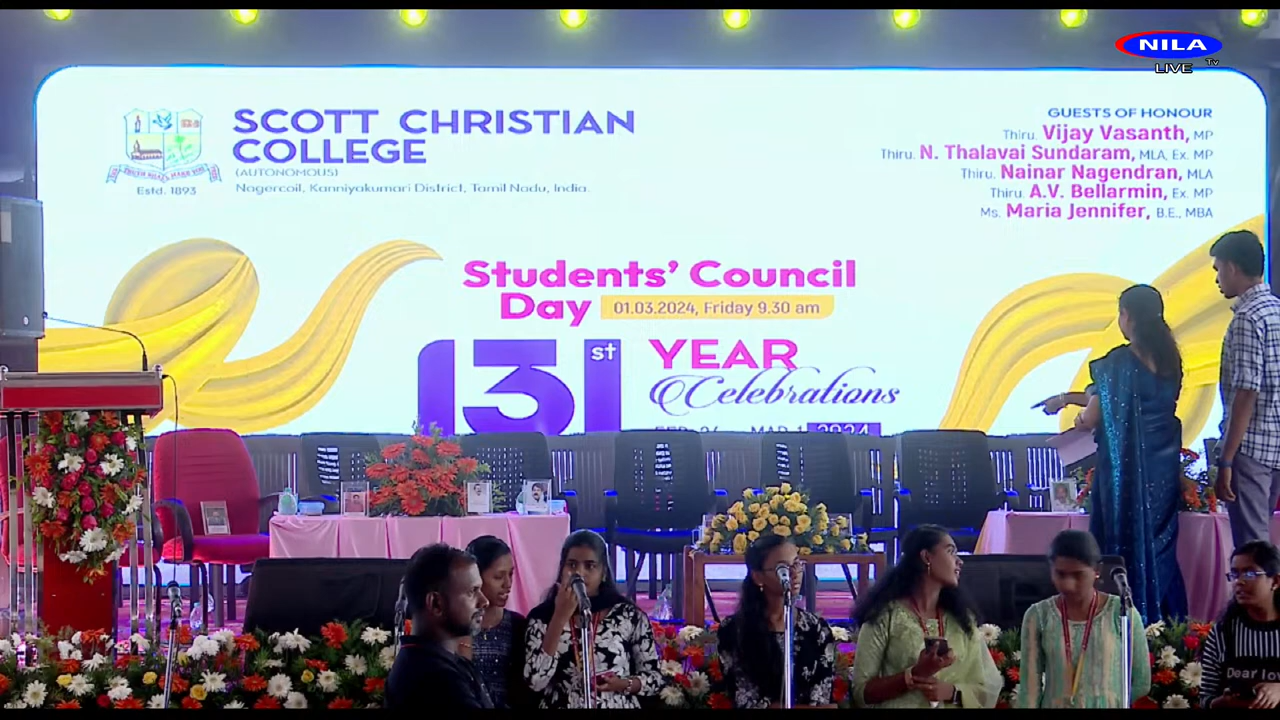 NILA
LIVE Tv
SCOTT CHRISTIAN
COLLEGE
(AUTONOMOUS)
Nagercoil, Kanniyakumari District, Tamil Nadu, India.
Estd. 1893
GUESTS OF HONOUR
Thiru. Vijay Vasanth, MP
Thiru. N. Thalavai Sundaram, MLA, Ex. MP
Thiru. Nainar Nagendran, MLA
Thiru. A.V. Bellarmin, Ex. MP
Ms. Maria Jennifer, B.E., MBA
Students' Council
Day 01.03.2024, Friday 9.30 am
131st YEAR
Celebrations
2024
Dear